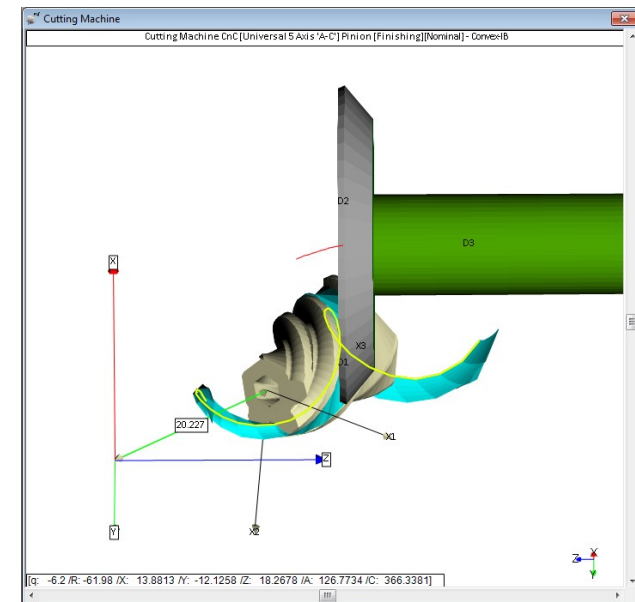 Cutting Machine
Cutting Machine CnC [Universal 5 Axis 'A-C'] Pinion [Finishing][Nominal] - Convex-IB
D2
X
D3
X3
D1
20.227
X1
Z
Y
X2
Z X
Y
[q: -6.2 /R: -61.98 /X: 13.8813 /Y: -12.1258 /Z: 18.2678 /A: 126.7734 /C: 366.3381]